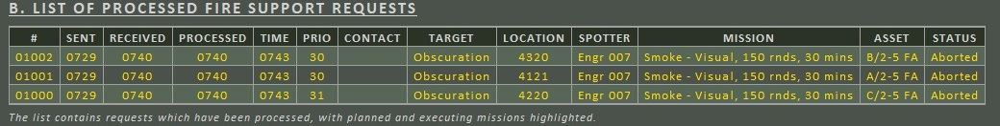 B. LIST OF PROCESSED FIRE SUPPORT REQUESTS
# SENT RECEIVED PROCESSED TIME PRIO CONTACT TARGET LOCATION SPOTTER MISSION ASSET STATUS
01002 0729 0740 0740 0743 30 Obscuration 4320 Engr 007 Smoke - Visual, 150 rnds, 30 mins B/2-5 FA Aborted
01001 0729 0740 0740 0743 30 Obscuration 4121 Engr 007 Smoke - Visual, 150 rnds, 30 mins A/2-5 FA Aborted
01000 0729 0740 0740 0743 31 Obscuration 4220 Engr 007 Smoke - Visual, 150 rnds, 30 mins C/2-5 FA Aborted
The list contains requests which have been processed, with planned and executing missions highlighted.